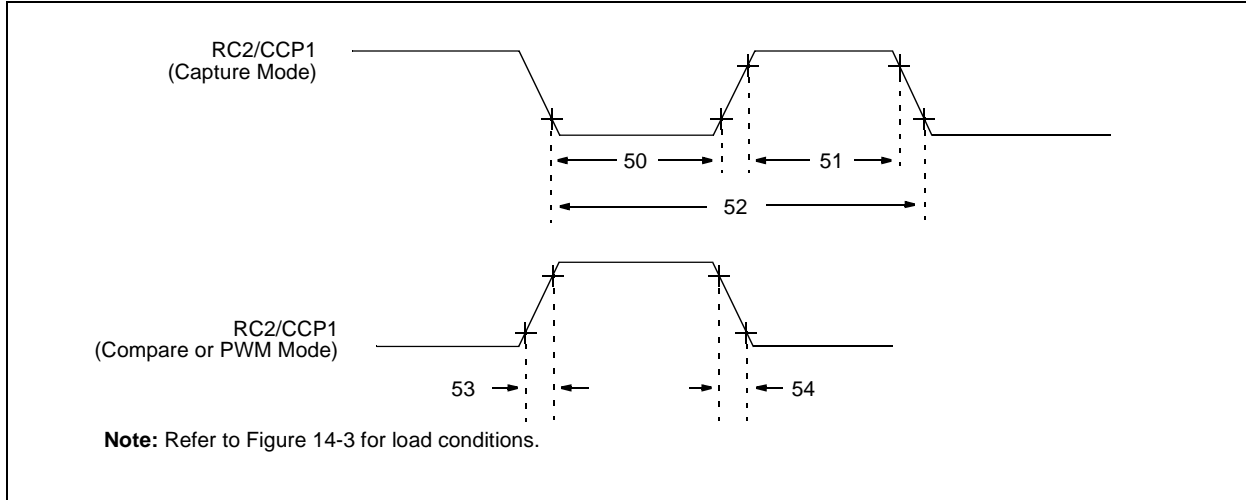 RC2/CCP1
(Capture Mode)
50
51
52
RC2/CCP1
(Compare or PWM Mode)
53
54
Note: Refer to Figure 14-3 for load conditions.